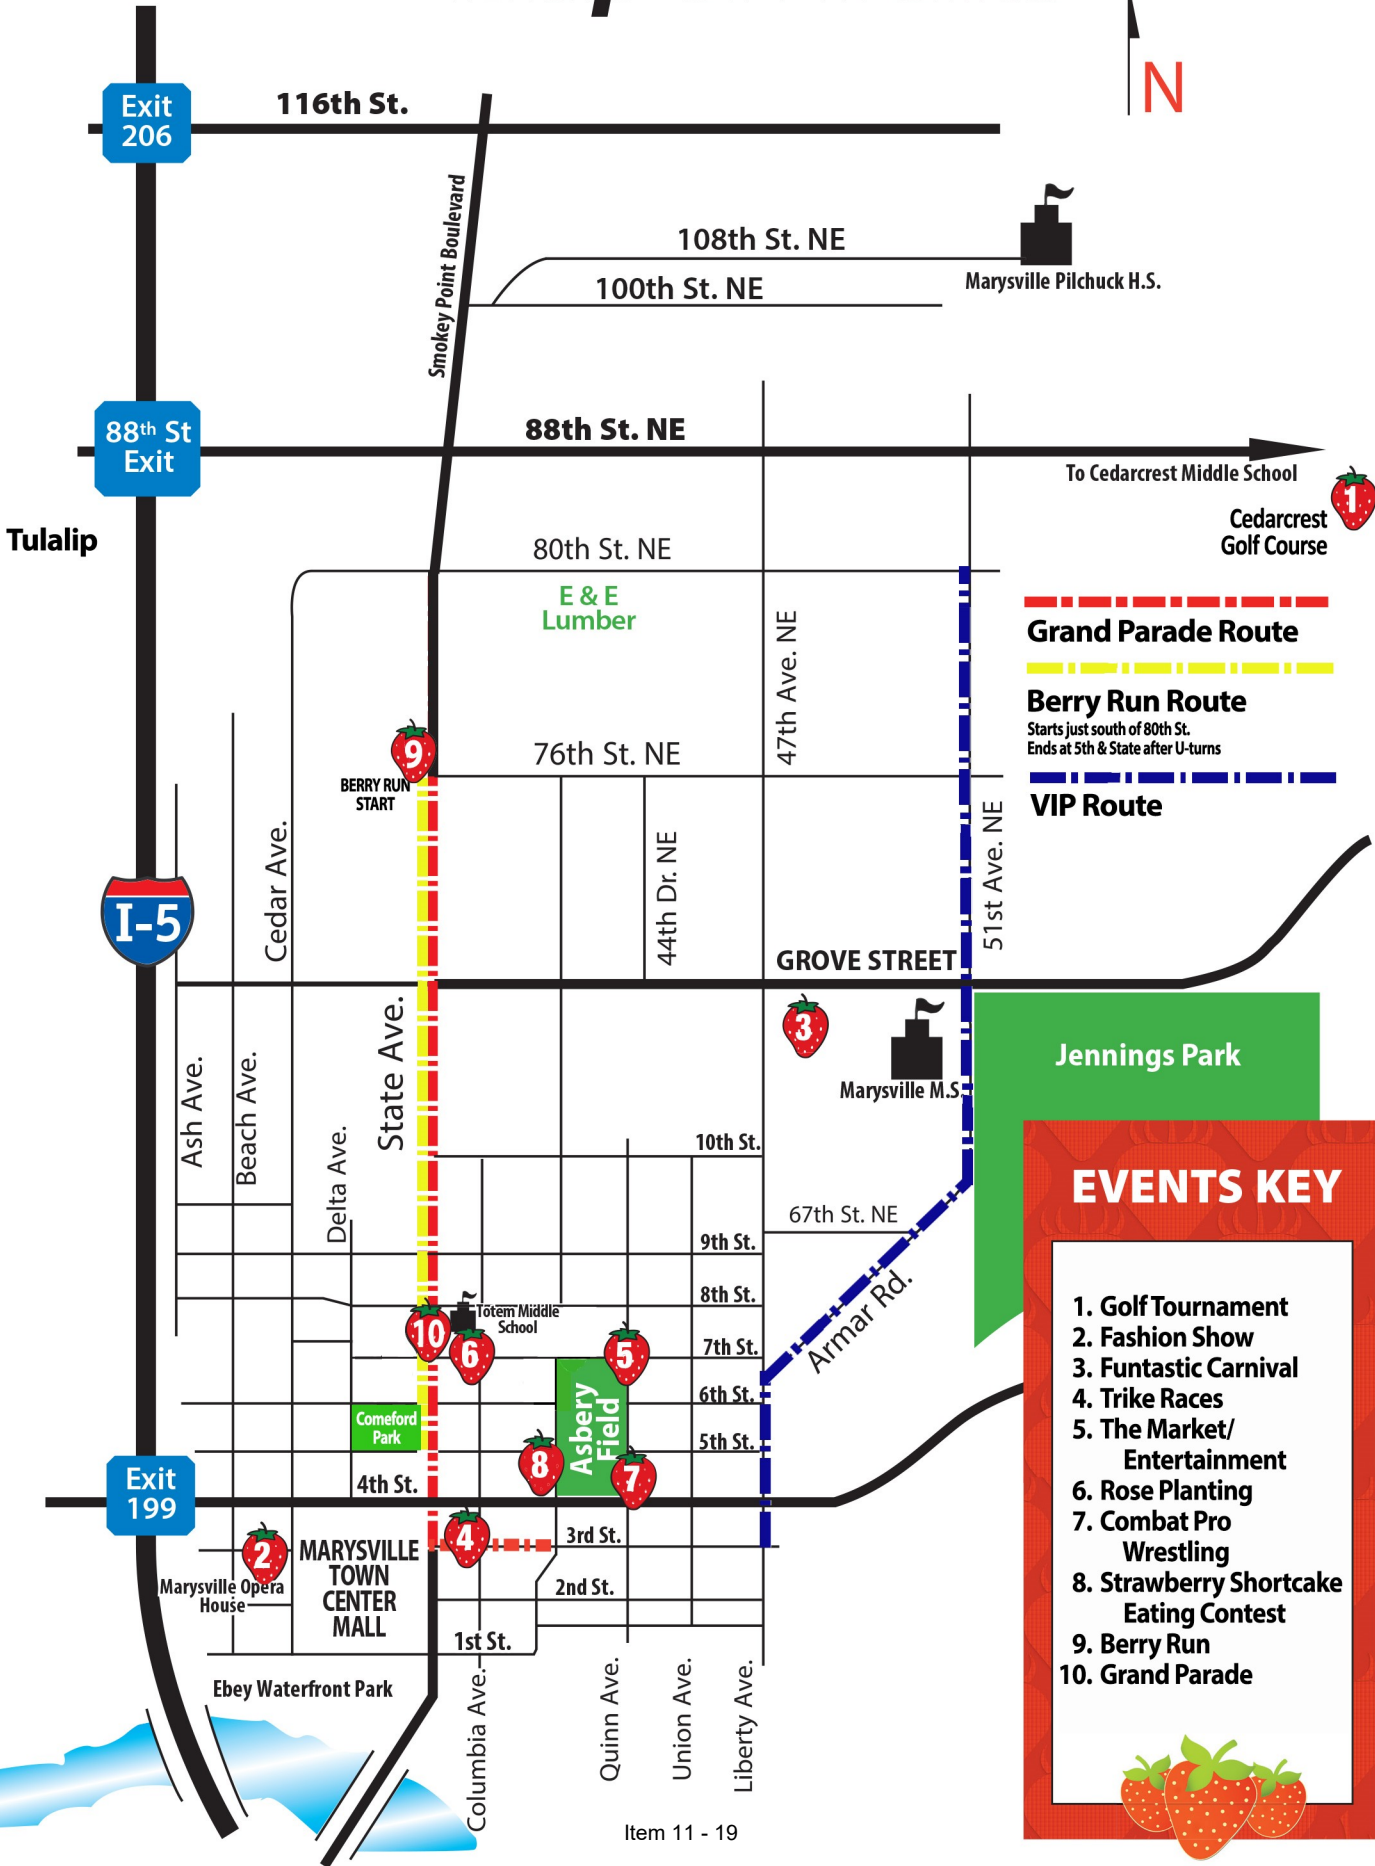 N
Exit
206
116th St.
Smokey Point Boulevard
108th St. NE
100th St. NE
Marysville Pilchuck H.S.
88th St
Exit
88th St. NE
To Cedarcrest Middle School
1
Cedarcrest
Golf Course
Tulalip
80th St. NE
E & E
Lumber
47th Ave. NE
Grand Parade Route
Berry Run Route
Starts just south of 80th St.
Ends at 5th & State after U-turns
VIP Route
9
BERRY RUN
START
76th St. NE
Cedar Ave.
44th Dr. NE
51st Ave. NE
I-5
GROVE STREET
State Ave.
3
Marysville M.S.
Jennings Park
Ash Ave.
Beach Ave.
Delta Ave.
10th St.
67th St. NE
9th St.
8th St.
Totem Middle
School
10
6
5
7th St.
Armar Rd.
6th St.
Comeford
Park
Asbery
Field
5th St.
8
7
Exit
199
4th St.
4
3rd St.
2
Marysville Opera
House
MARYSVILLE
TOWN
CENTER
MALL
2nd St.
1st St.
Ebey Waterfront Park
Columbia Ave.
Quinn Ave.
Union Ave.
Liberty Ave.
EVENTS KEY
1. Golf Tournament
2. Fashion Show
3. Funtastic Carnival
4. Trike Races
5. The Market/
Entertainment
6. Rose Planting
7. Combat Pro
Wrestling
8. Strawberry Shortcake
Eating Contest
9. Berry Run
10. Grand Parade
Item 11 - 19